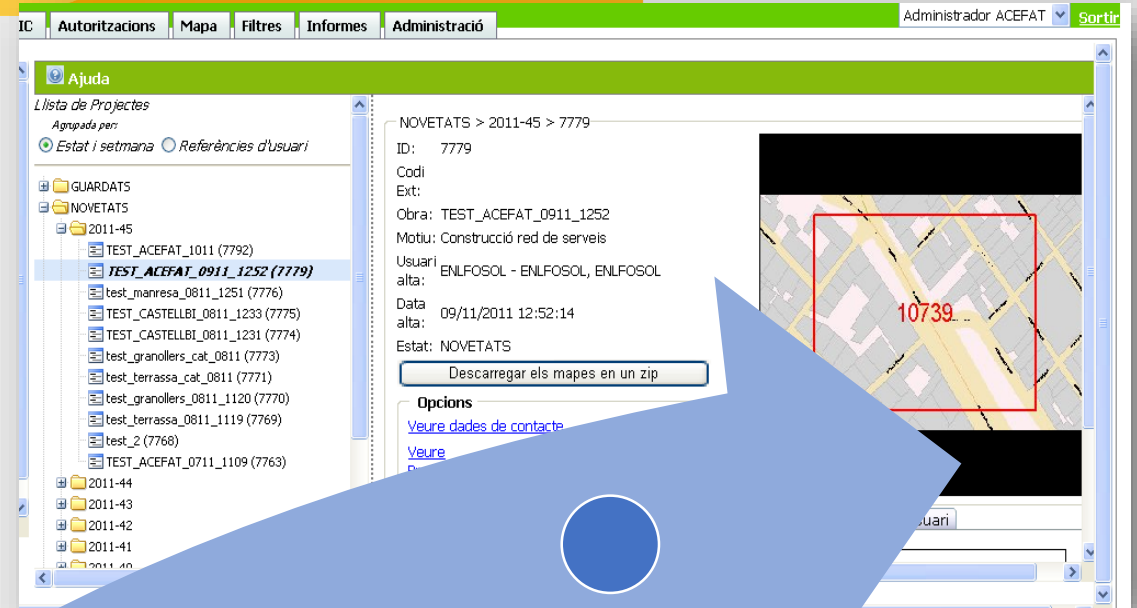 IC Autoritzacions Mapa Filtres Informes Administració Administrador ACEFAT Sortir
Ajuda
Llista de Projectes
Agrupada per:
Estat i setmana Referències d'usuari
GUARDATS
NOVETATS
2011-45
TEST_ACEFAT_1011 (7792)
TEST_ACEFAT_0911_1252 (7779)
test_manresa_0811_1251 (7776)
TEST_CASTELLBI_0811_1233 (7775)
TEST_CASTELLBI_0811_1231 (7774)
test_granollers_cat_0811 (7773)
test_terrassa_cat_0811 (7771)
test_granollers_0811_1120 (7770)
test_terrassa_0811_1119 (7769)
test_2 (7768)
TEST_ACEFAT_0711_1109 (7763)
2011-44
2011-43
2011-42
2011-41
2011-40
NOVETATS > 2011-45 > 7779
ID: 7779
Codi
Ext:
Obra: TEST_ACEFAT_0911_1252
Motiu: Construcció red de serveis
Usuari
alta: ENLFOSOL - ENLFOSOL, ENLFOSOL
Data
alta: 09/11/2011 12:52:14
Estat: NOVETATS
Descarregar els mapes en un zip
Opcions
Veure dades de contacte
Veure
10739
uari